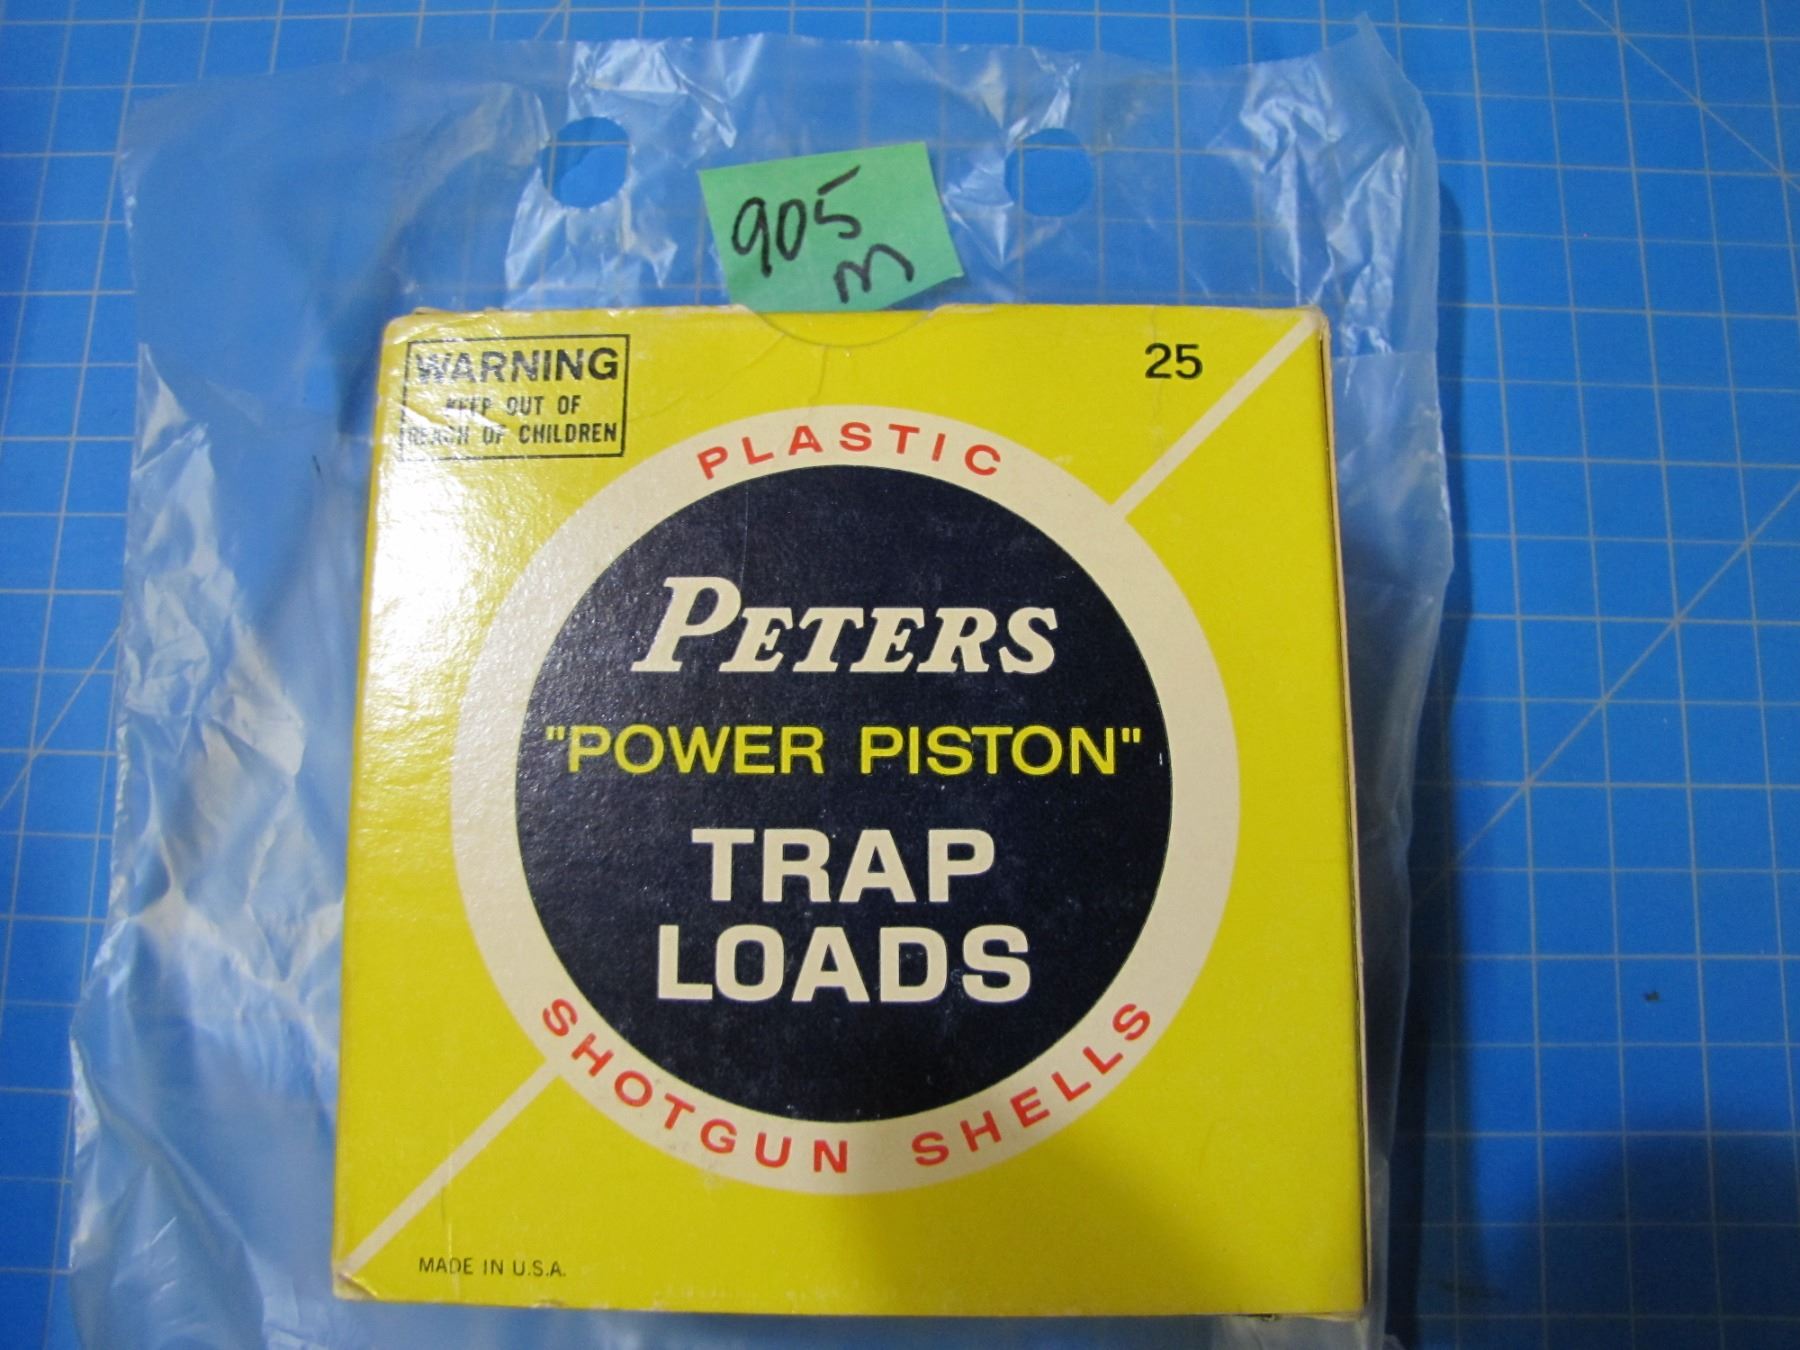 905
m
WARNING
KEEP OUT OF
REACH OF CHILDREN
25
PLASTIC
PETERS
"POWER PISTON"
TRAP
LOADS
SHOTGUN SHELLS
MADE IN U.S.A.